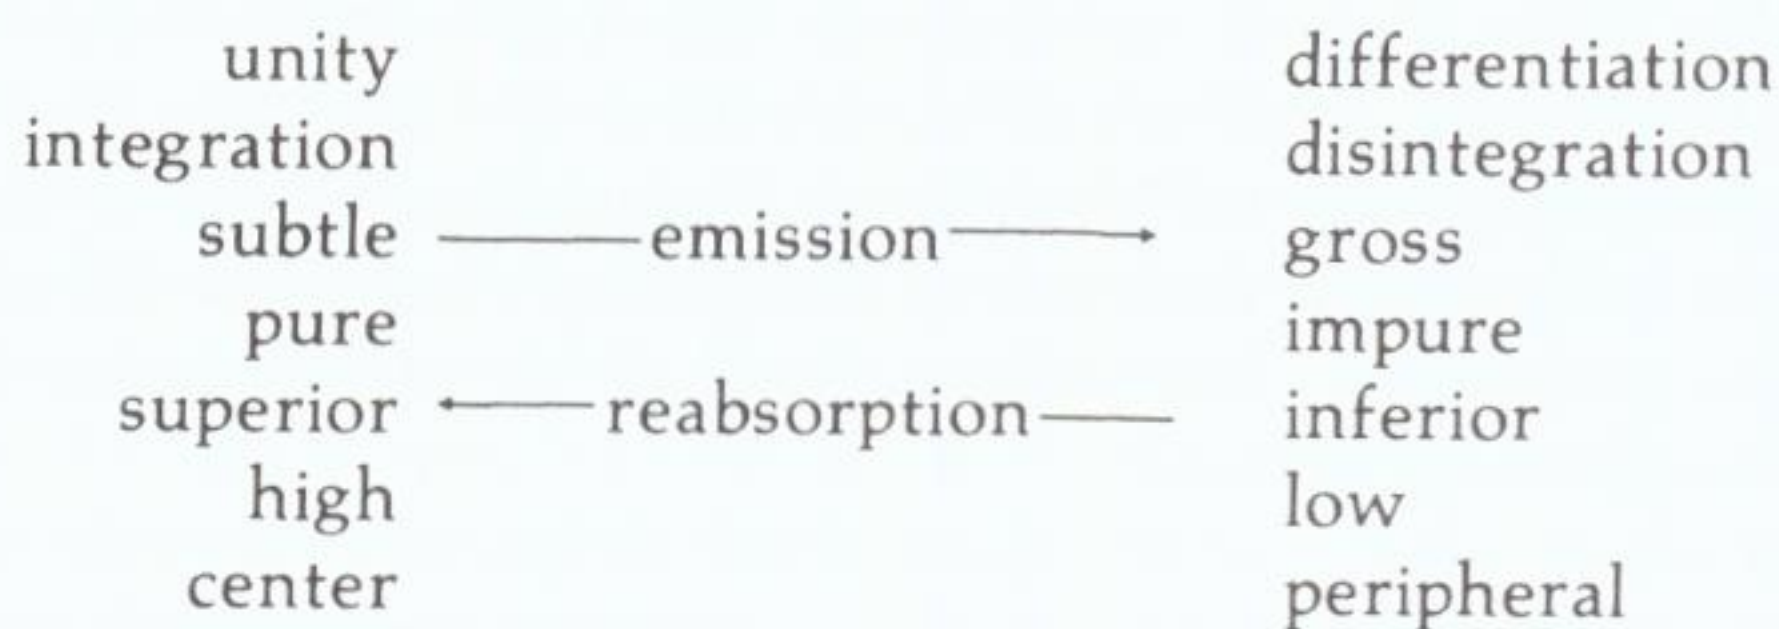 unity differentiation
integration disintegration
subtle emission gross
pure impure
superior reabsorption inferior
high low
center peripheral